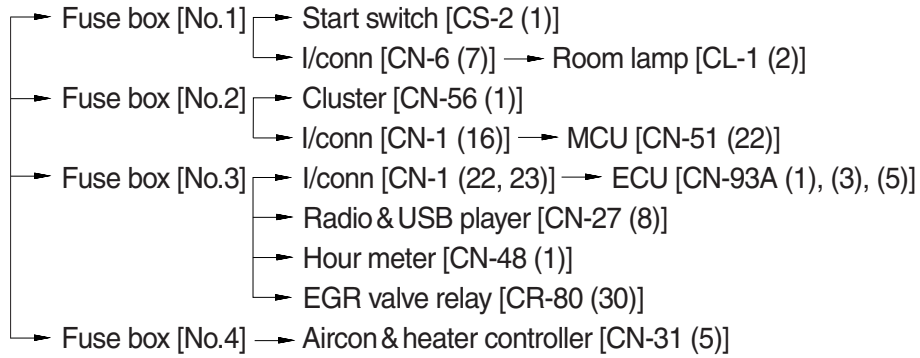 Fuse box [No.1] Start switch [CS-2 (1)]
I/conn [CN-6 (7)] Room lamp [CL-1 (2)]
Fuse box [No.2] Cluster [CN-56 (1)]
I/conn [CN-1 (16)] MCU [CN-51 (22)]
Fuse box [No.3] I/conn [CN-1 (22, 23)] ECU [CN-93A (1), (3), (5)]
Radio & USB player [CN-27 (8)]
Hour meter [CN-48 (1)]
EGR valve relay [CR-80 (30)]
Fuse box [No.4] Aircon & heater controller [CN-31 (5)]